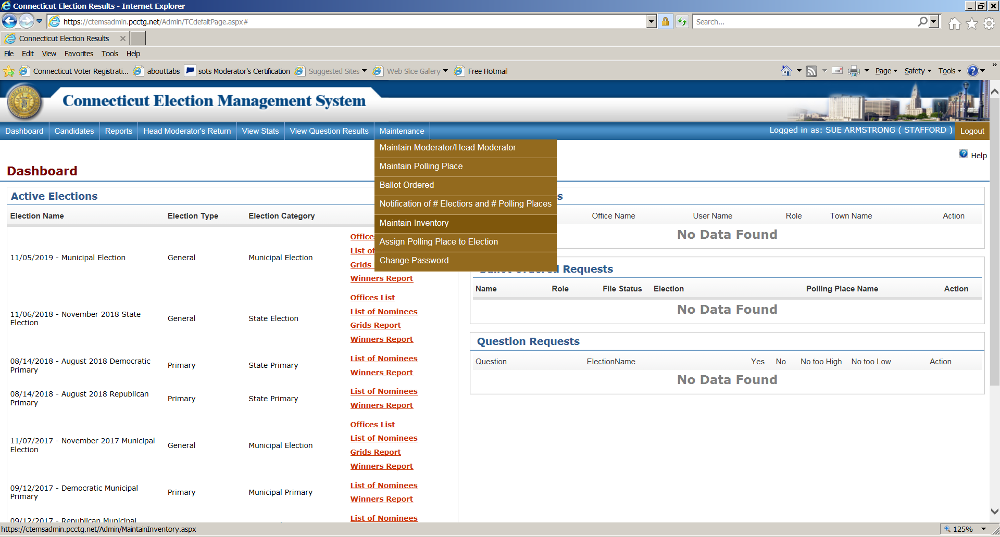 Connecticut Election Results - Internet Explorer
https://ctemsadmin.pcctg.net/Admin/TCdefaltPage.aspx#
Search...
Connecticut Election Results
File Edit View Favorites Tools Help
Connecticut Voter Registrati... abouttabs sots Moderator's Certification Suggested Sites Web Slice Gallery Free Hotmail
Page Safety Tools
Connecticut Election Management System
Dashboard Candidates Reports Head Moderator's Return View Stats View Question Results Maintenance
Logged in as: SUE ARMSTRONG ( STAFFORD ) Logout
Maintain Moderator/Head Moderator
Maintain Polling Place
Ballot Ordered
Notification of # Electiors and # Polling Places
Maintain Inventory
Assign Polling Place to Election
Change Password
Help
Dashboard
Active Elections
Election Name Election Type Election Category
11/05/2019 - Municipal Election General Municipal Election
Offices
List of
Grids
Winners Report
11/06/2018 - November 2018 State
Election
General State Election
Offices List
List of Nominees
Grids Report
Winners Report
08/14/2018 - August 2018 Democratic
Primary
Primary State Primary
List of Nominees
Winners Report
08/14/2018 - August 2018 Republican
Primary
Primary State Primary
List of Nominees
Winners Report
11/07/2017 - November 2017 Municipal
Election
General Municipal Election
Offices List
List of Nominees
Grids Report
Winners Report
09/12/2017 - Democratic Municipal
Primary
Primary Municipal Primary
List of Nominees
Winners Report
09/12/2017 - Republican Municipal
List of Nominees
Office Name User Name Role Town Name Action
No Data Found
Ballot Ordered Requests
Name Role File Status Election Polling Place Name Action
No Data Found
Question Requests
Question ElectionName Yes No No too High No too Low Action
No Data Found
https://ctemsadmin.pcctg.net/Admin/MaintainInventory.aspx
125%